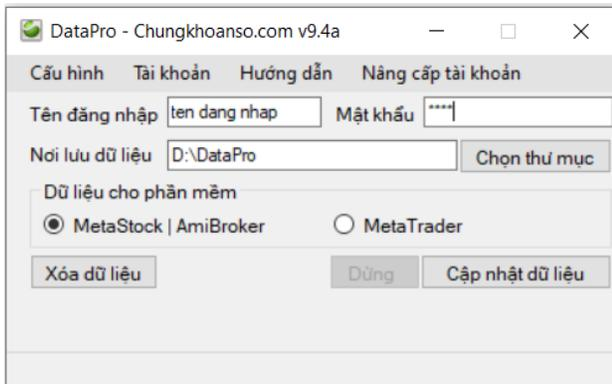 DataPro - Chungkhoanso.com v9.4a
Cấu hình Tài khoản Hướng dẫn Nâng cấp tài khoản
Tên đăng nhập ten dang nhap Mật khẩu ****
Nơi lưu dữ liệu D:\DataPro Chọn thư mục
Dữ liệu cho phần mềm
MetaStock | AmiBroker MetaTrader
Xóa dữ liệu Dừng Cập nhật dữ liệu